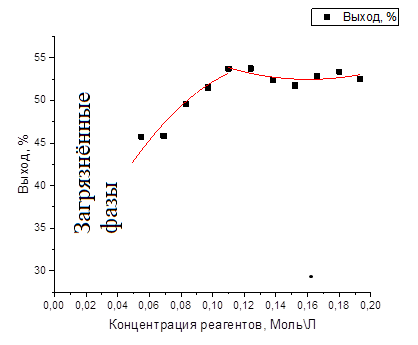 Выход, %
55
50
45
40
35
30
Выход, %
Загрязнённые
фазы
0,00 0,02 0,04 0,06 0,08 0,10 0,12 0,14 0,16 0,18 0,20
Концентрация реагентов, Моль\Л